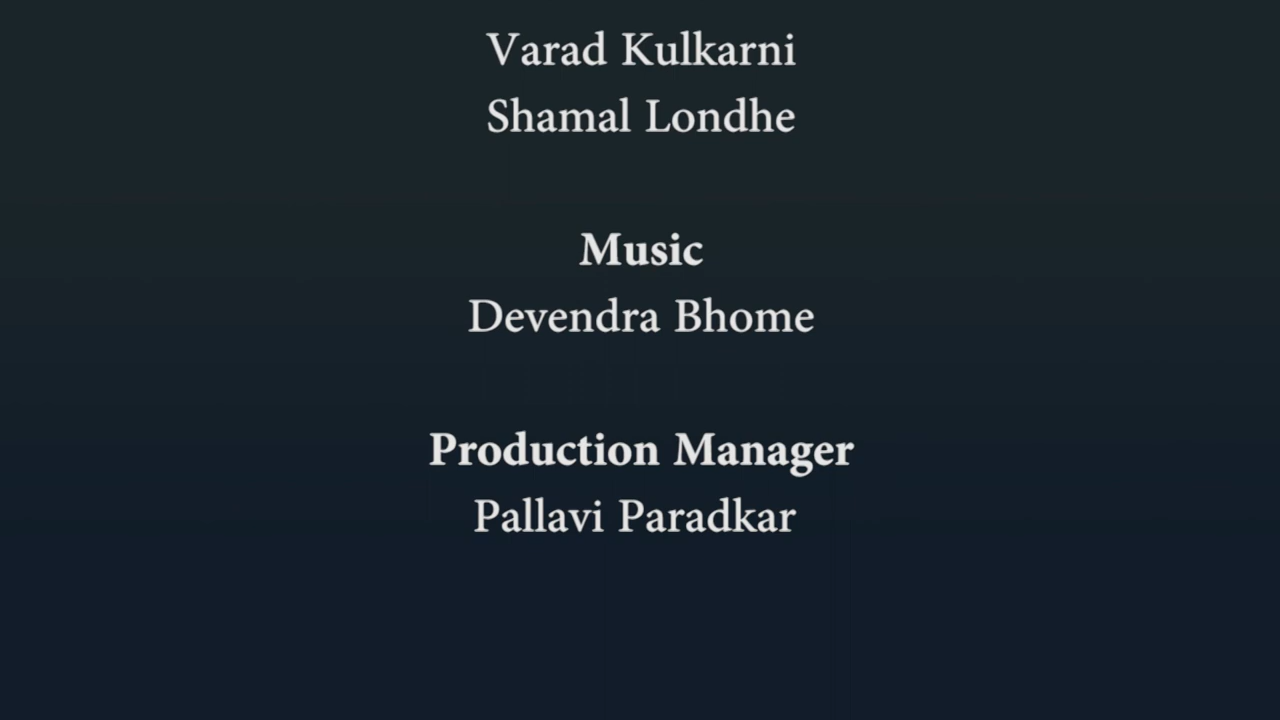 Varad Kulkarni
Shamal Londhe
Music
Devendra Bhome
Production Manager
Pallavi Paradkar